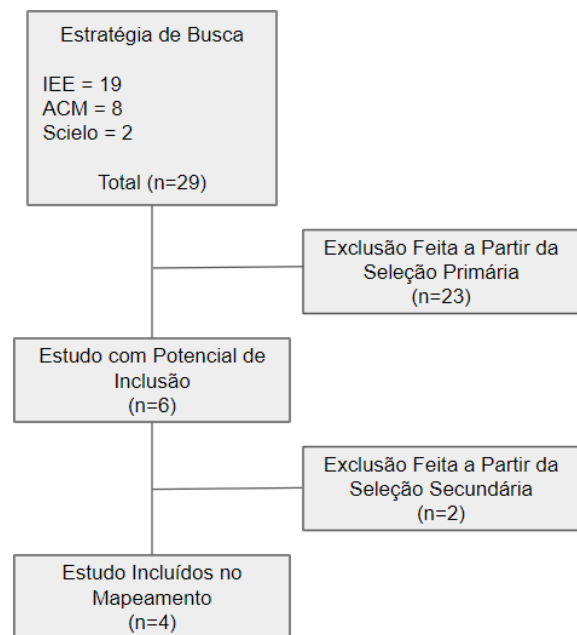 Estratégia de Busca
IEE = 19
ACM = 8
Scielo = 2
Total (n=29)
Exclusão Feita a Partir da
Seleção Primária
(n=23)
Estudo com Potencial de
Inclusão
(n=6)
Exclusão Feita a Partir da
Seleção Secundária
(n=2)
Estudo Incluídos no
Mapeamento
(n=4)